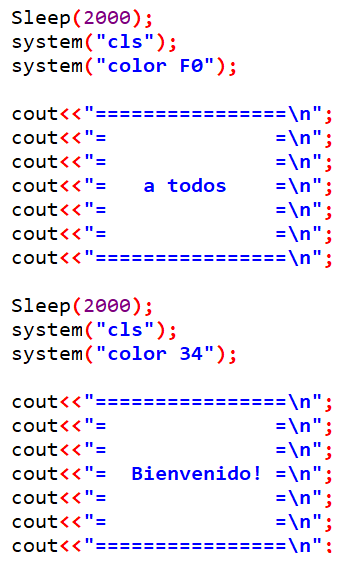 Sleep(2000);
system("cls");
system("color F0");
cout<<"================\n";
cout<<"=              =\n";
cout<<"=              =\n";
cout<<"=   a todos    =\n";
cout<<"=              =\n";
cout<<"=              =\n";
cout<<"================\n";
Sleep(2000);
system("cls");
system("color 34");
cout<<"================\n";
cout<<"=              =\n";
cout<<"=              =\n";
cout<<"=  Bienvenido! =\n";
cout<<"=              =\n";
cout<<"=              =\n";
cout<<"================\n";